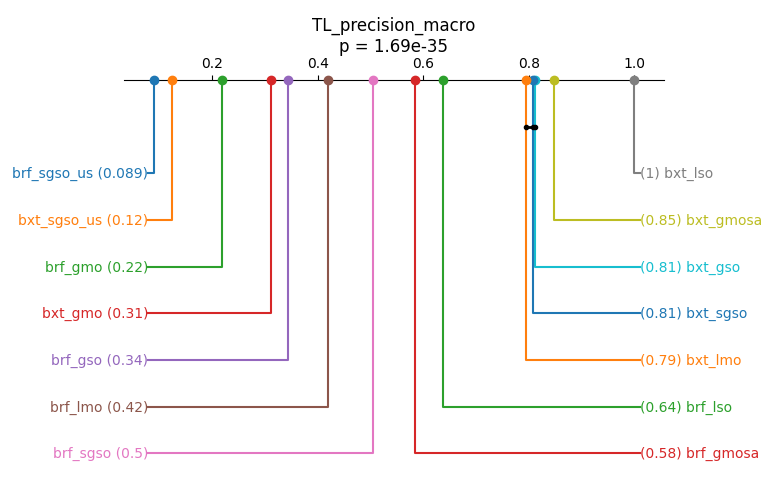 TL_precision_macro
p = 1.69e-35
0.2 0.4 0.6 0.8 1.0
brf_sgso_us (0.089) (1) bxt_lso
bxt_sgso_us (0.12) (0.85) bxt_gmosa
brf_gmo (0.22) (0.81) bxt_gso
bxt_gmo (0.31) (0.81) bxt_sgso
brf_gso (0.34) (0.79) bxt_lmo
brf_lmo (0.42) (0.64) brf_lso
brf_sgso (0.5) (0.58) brf_gmosa